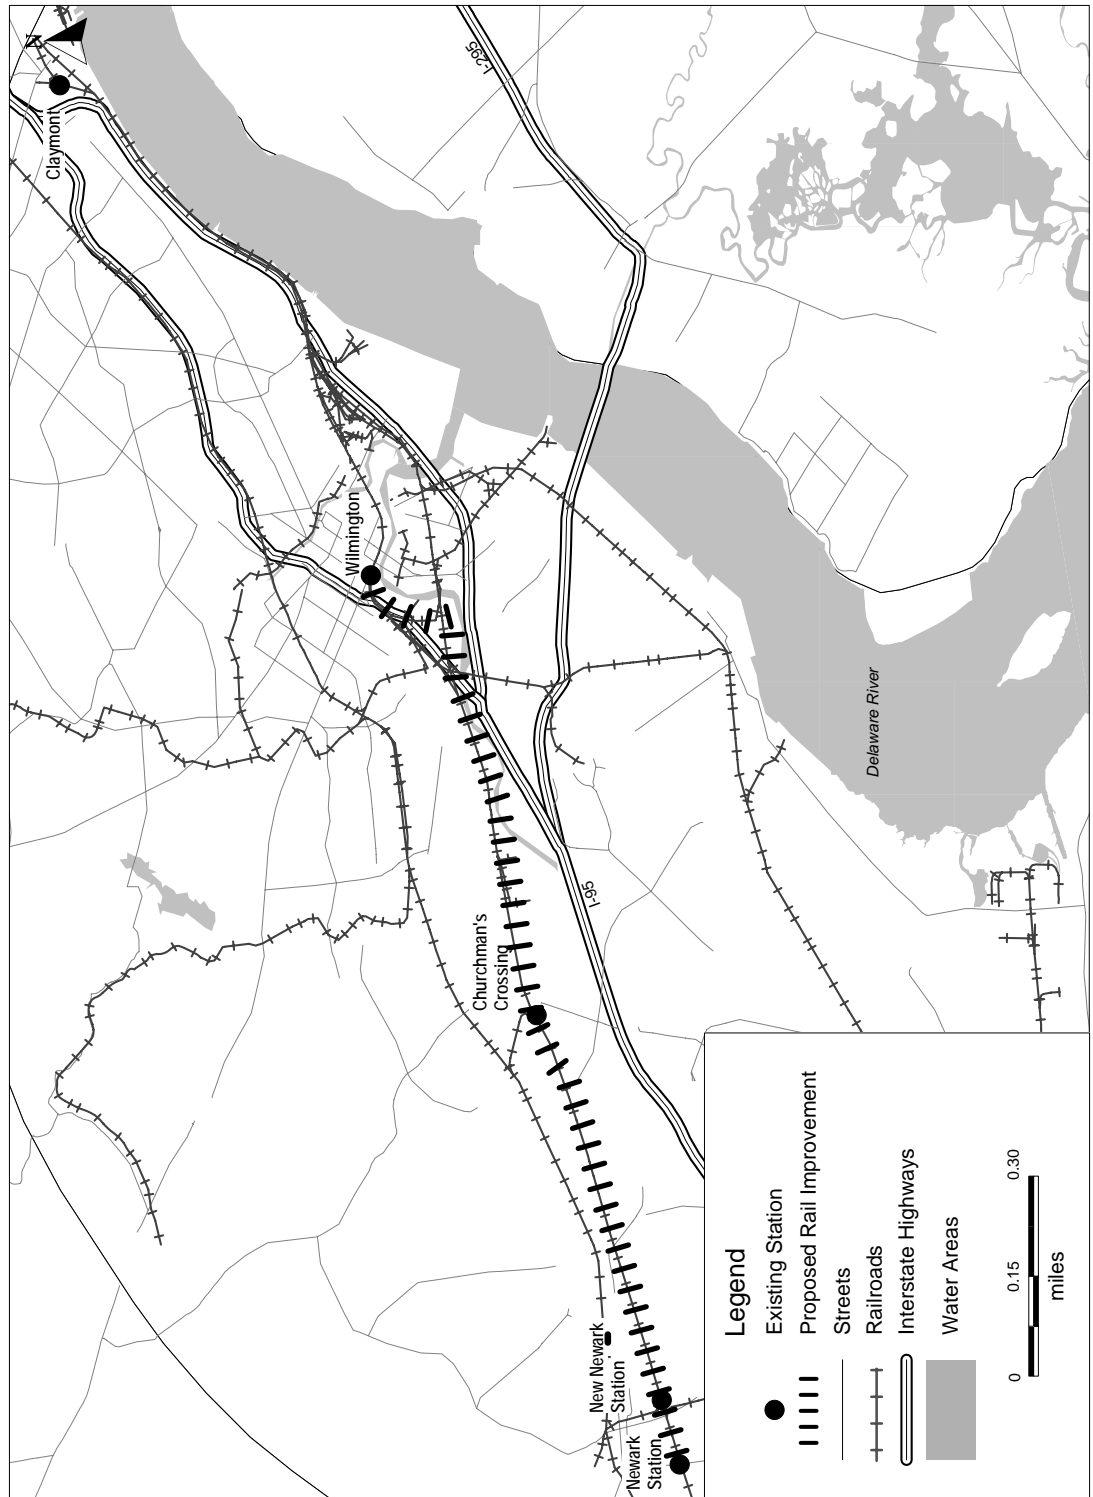 N
Claymont
I-295
Wilmington
Delaware River
I-95
Churchman's
Crossing
New Newark
Station
Newark
Station
Legend
Existing Station
Proposed Rail Improvement
Streets
Railroads
Interstate Highways
Water Areas
0 0.15 0.30
miles